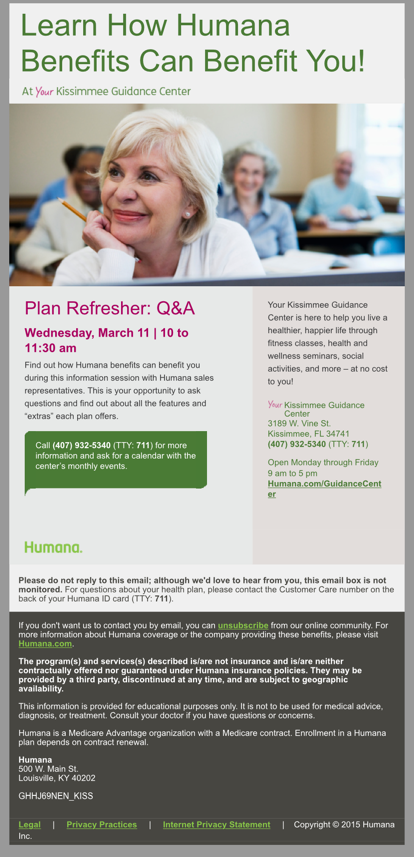 Learn How Humana
Benefits Can Benefit You!
At Your Kissimmee Guidance Center
Plan Refresher: Q&A
Wednesday, March 11 | 10 to
11:30 am
Find out how Humana benefits can benefit you
during this information session with Humana sales
representatives. This is your opportunity to ask
questions and find out about all the features and
"extras" each plan offers.
Call (407) 932-5340 (TTY: 711) for more
information and ask for a calendar with the
center's monthly events.
Humana.
Your Kissimmee Guidance
Center is here to help you live a
healthier, happier life through
fitness classes, health and
wellness seminars, social
activities, and more – at no cost
to you!
Your Kissimmee Guidance
Center
3189 W. Vine St.
Kissimmee, FL 34741
(407) 932-5340 (TTY: 711)
Open Monday through Friday
9 am to 5 pm
Humana.com/GuidanceCent
er
Please do not reply to this email; although we'd love to hear from you, this email box is not
monitored. For questions about your health plan, please contact the Customer Care number on the
back of your Humana ID card (TTY: 711).
If you don't want us to contact you by email, you can unsubscribe from our online community. For
more information about Humana coverage or the company providing these benefits, please visit
Humana.com.
The program(s) and services(s) described is/are not insurance and is/are neither
contractually offered nor guaranteed under Humana insurance policies. They may be
provided by a third party, discontinued at any time, and are subject to geographic
availability.
This information is provided for educational purposes only. It is not to be used for medical advice,
diagnosis, or treatment. Consult your doctor if you have questions or concerns.
Humana is a Medicare Advantage organization with a Medicare contract. Enrollment in a Humana
plan depends on contract renewal.
Humana
500 W. Main St.
Louisville, KY 40202
GHHJ69NEN_KISS
Legal | Privacy Practices | Internet Privacy Statement | Copyright © 2015 Humana
Inc.